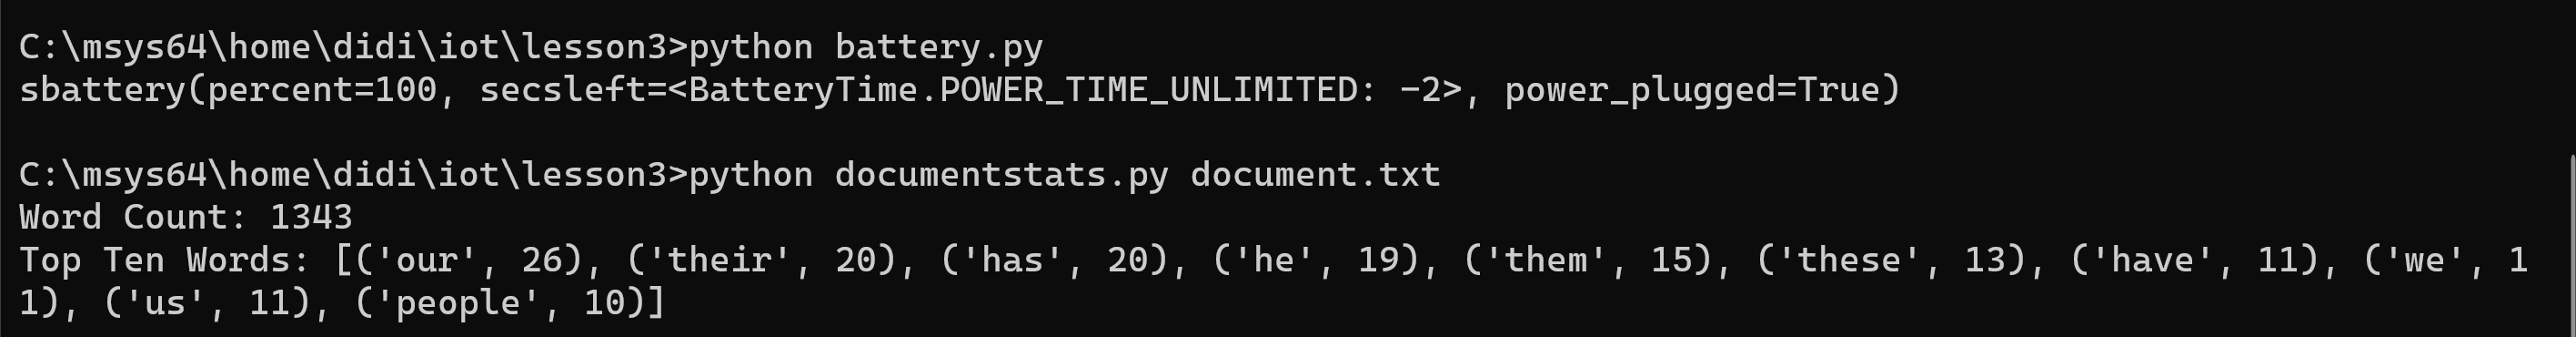 C:\msys64\home\didi\iot\lesson3>python battery.py
sbattery(percent=100, secsleft=<BatteryTime.POWER_TIME_UNLIMITED: -2>, power_plugged=True)
C:\msys64\home\didi\iot\lesson3>python documentstats.py document.txt
Word Count: 1343
Top Ten Words: [('our', 26), ('their', 20), ('has', 20), ('he', 19), ('them', 15), ('these', 13), ('have', 11), ('we', 1
1), ('us', 11), ('people', 10)]